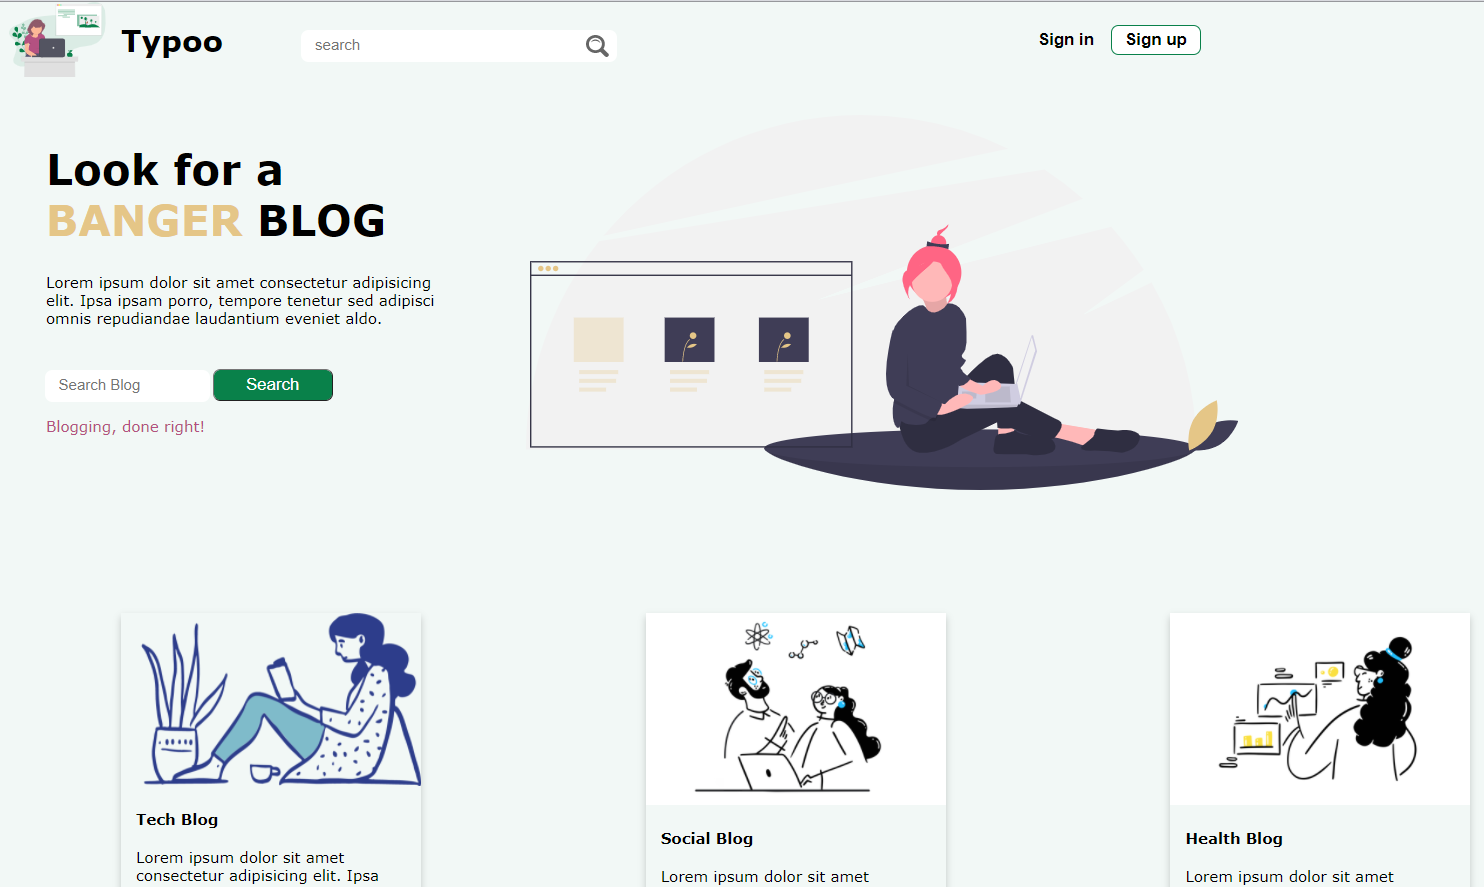 Typoo
search
Sign in
Sign up
Look for a
BANGER BLOG
Lorem ipsum dolor sit amet consectetur adipisicing
elit. Ipsa ipsam porro, tempore tenetur sed adipisci
omnis repudiandae laudantium eveniet aldo.
Search Blog
Search
Blogging, done right!
Tech Blog
Lorem ipsum dolor sit amet
consectetur adipisicing elit. Ipsa
Social Blog
Lorem ipsum dolor sit amet
Health Blog
Lorem ipsum dolor sit amet